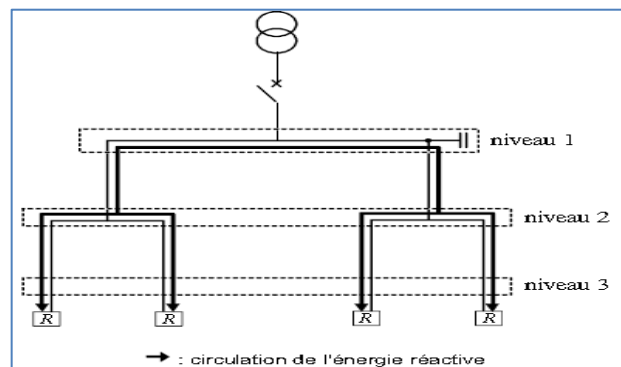 niveau 1
niveau 2
niveau 3
R R R R
: circulation de l'énergie réactive